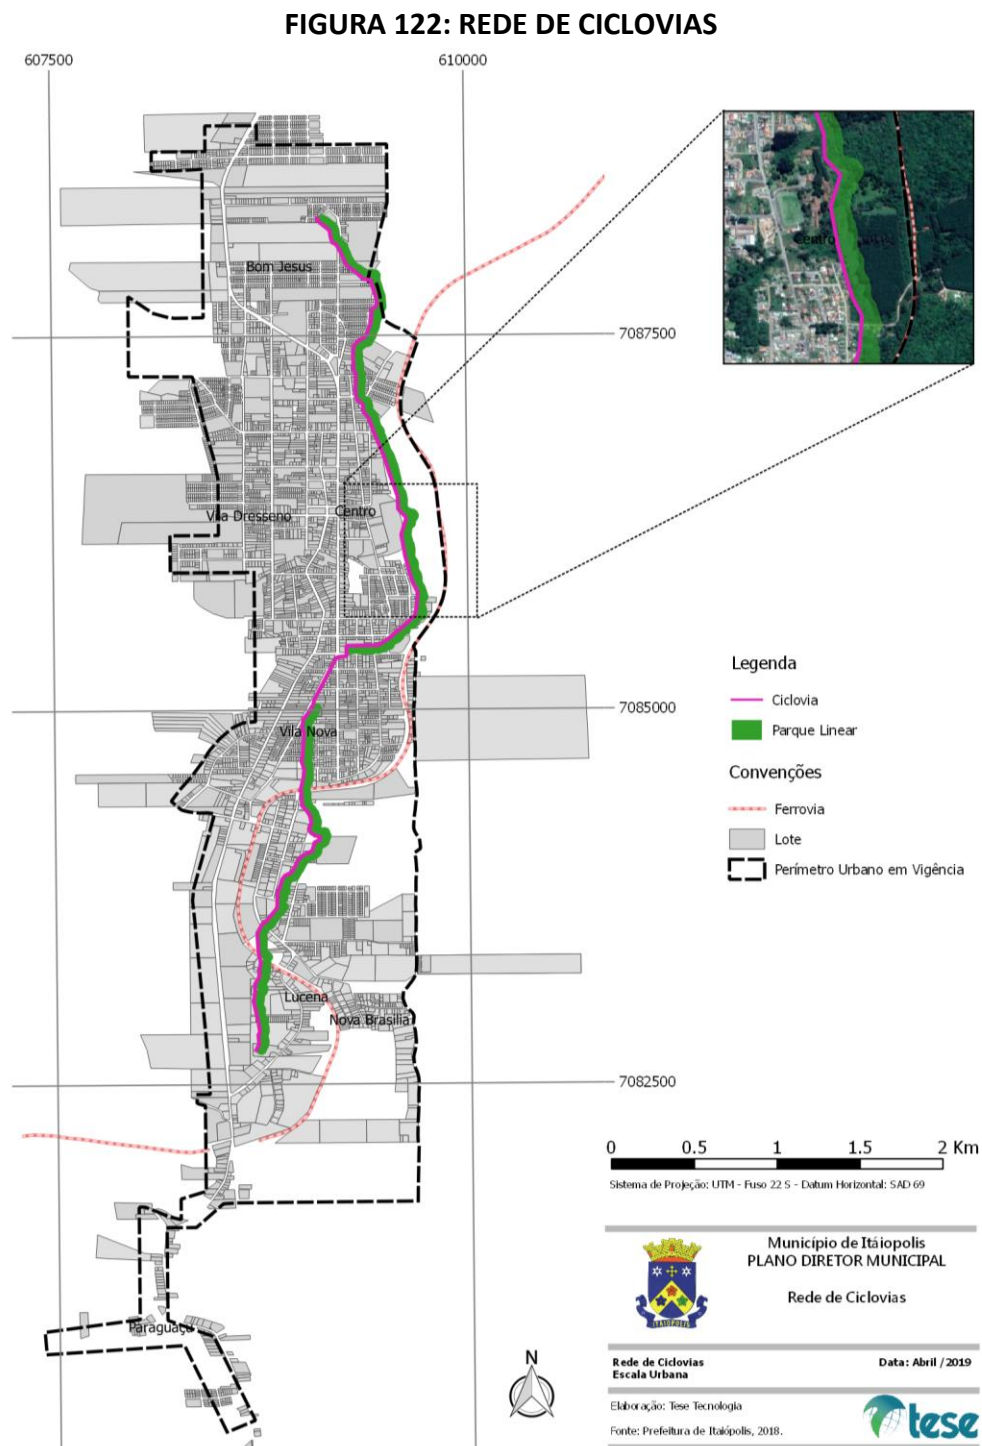 FIGURA 122: REDE DE CICLOVIAS
607500
610000
Centro
Bom Jesus
7087500
Vila Dresseno
Centro
Legenda
Ciclovia
Parque Linear
7085000
Vila Nova
Convenções
Ferrovia
Lote
Perímetro Urbano em Vigência
Lucena
Nova Brasilia
7082500
0 0.5 1 1.5 2 Km
Sistema de Projeção: UTM - Fuso 22 S - Datum Horizontal: SAD 69
Município de Itáiopolis
PLANO DIRETOR MUNICIPAL
Rede de Ciclovias
ITAIÓPOLIS
Paraguaçu
N
Rede de Ciclovias
Escala Urbana
Data: Abril /2019
Elaboração: Tese Tecnologia
Fonte: Prefeitura de Itaiópolis, 2018.
tese